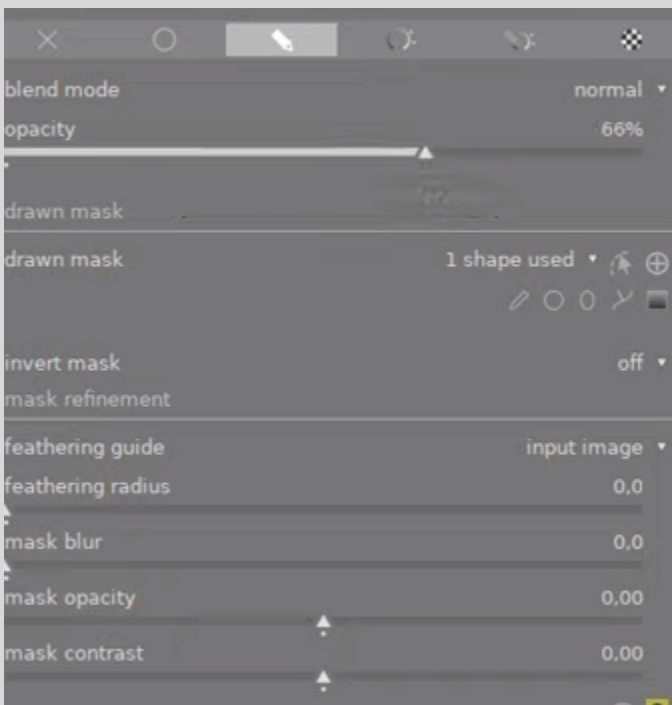 blend mode normal
opacity 66%
drawn mask
drawn mask 1 shape used
invert mask off
mask refinement
feathering guide input image
feathering radius 0,0
mask blur 0,0
mask opacity 0,00
mask contrast 0,00